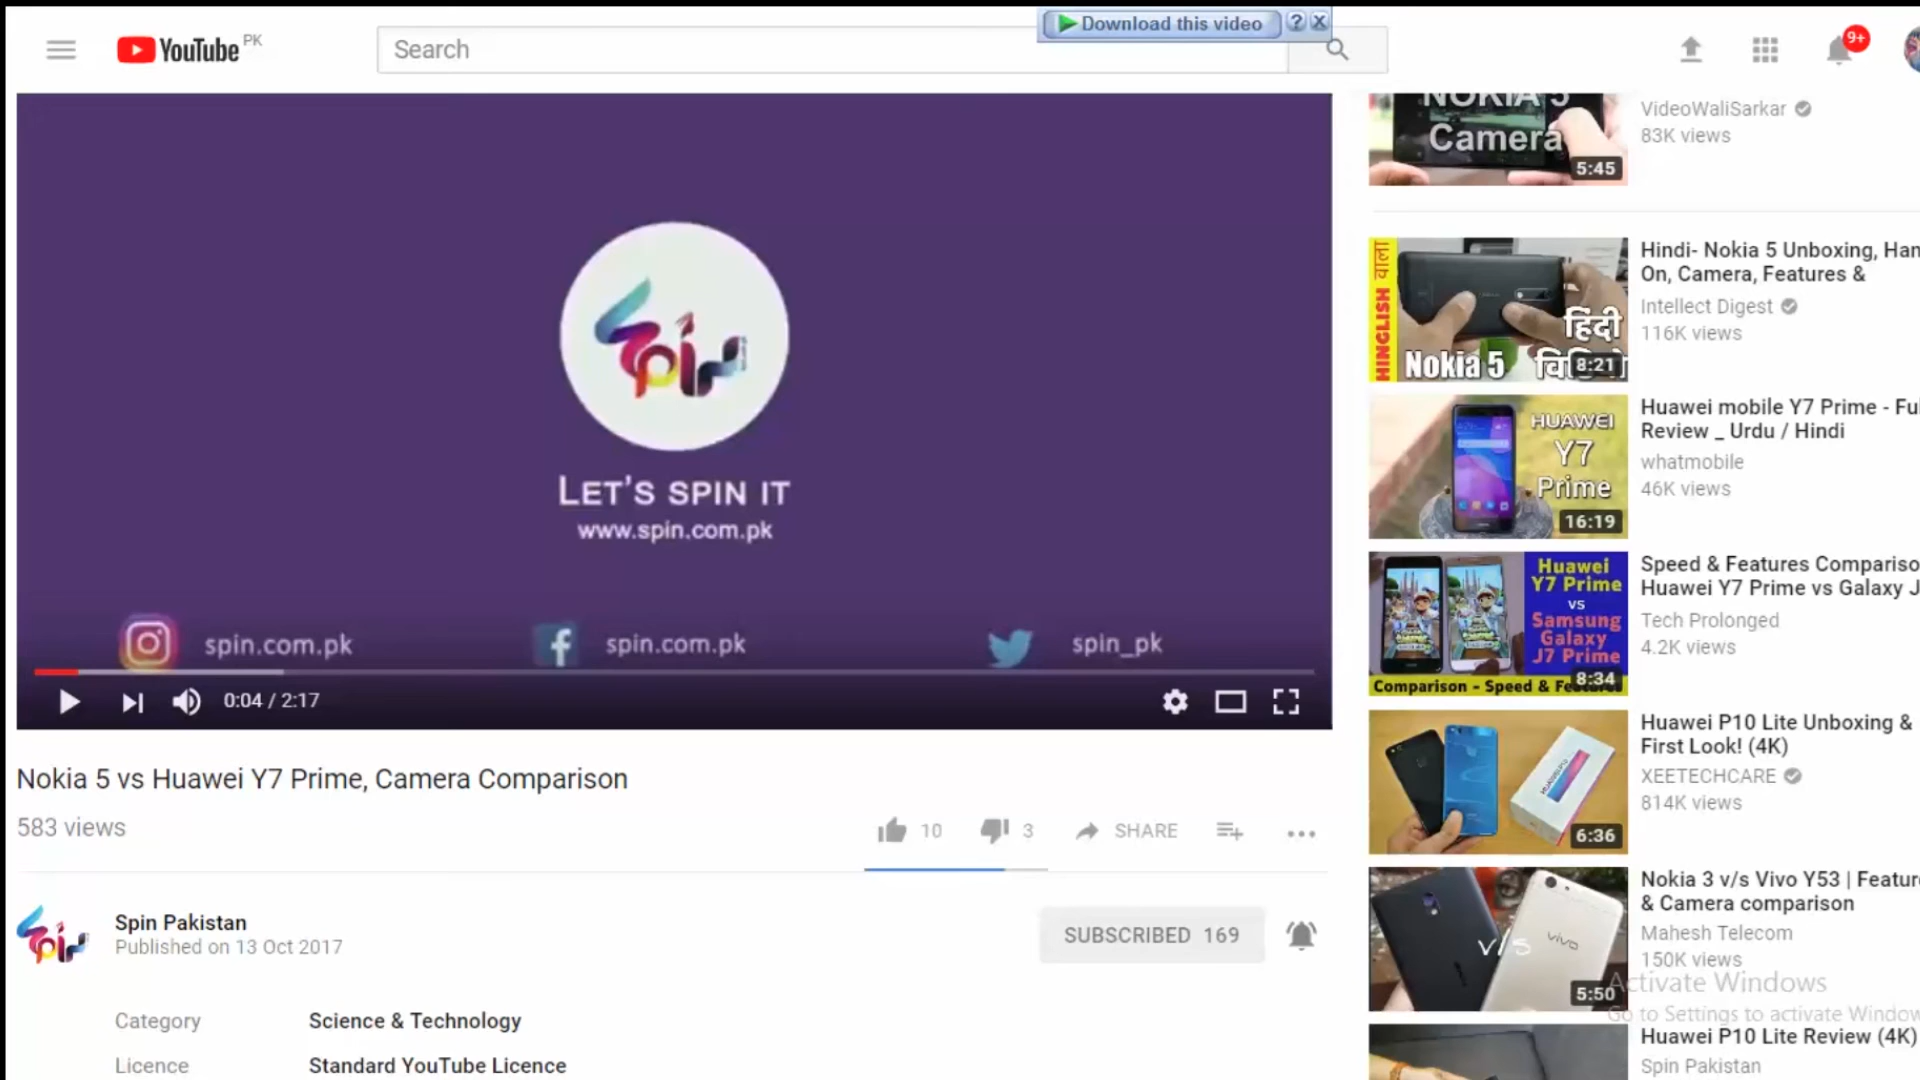 Download this video ? X
YouTube PK
Search
9+
NOKIA 5
Camera
5:45
VideoWaliSarkar
83K views
Spin
LET'S SPIN IT
www.spin.com.pk
spin.com.pk
spin.com.pk
spin_pk
0:04 / 2:17
Nokia 5 vs Huawei Y7 Prime, Camera Comparison
583 views
10
3
SHARE
Spin Pakistan
Published on 13 Oct 2017
SUBSCRIBED 169
Category
Science & Technology
Licence
Standard YouTube Licence
HINGLISH वाला
Nokia 5
हिंदी
8:21
Hindi- Nokia 5 Unboxing, Han
On, Camera, Features &
Intellect Digest
116K views
HUAWEI
Y7
Prime
16:19
Huawei mobile Y7 Prime - Ful
Review _ Urdu / Hindi
whatmobile
46K views
Huawei
Y7 Prime
vs
Samsung
Galaxy
J7 Prime
Comparison - Speed & Features
8:34
Speed & Features Compariso
Huawei Y7 Prime vs Galaxy J
Tech Prolonged
4.2K views
6:36
Huawei P10 Lite Unboxing &
First Look! (4K)
XEETECHCARE
814K views
v/s
vivo
5:50
Nokia 3 v/s Vivo Y53 | Feature
& Camera comparison
Mahesh Telecom
150K views
Activate Windows
Go to Settings to activate Window
Huawei P10 Lite Review (4K)
Spin Pakistan